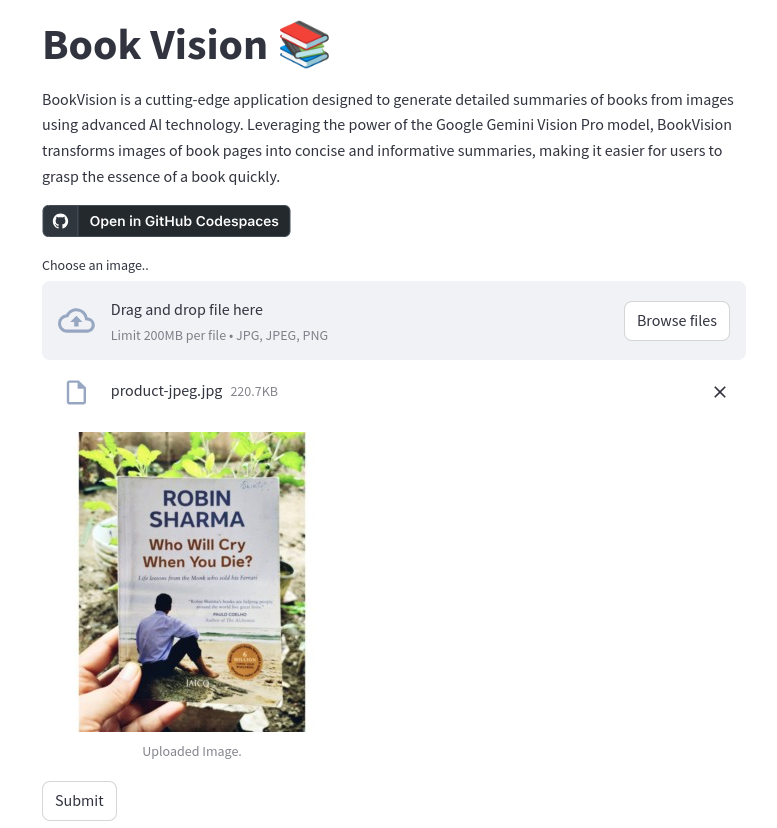 Book Vision
BookVision is a cutting-edge application designed to generate detailed summaries of books from images
using advanced AI technology. Leveraging the power of the Google Gemini Vision Pro model, BookVision
transforms images of book pages into concise and informative summaries, making it easier for users to
grasp the essence of a book quickly.
Open in GitHub Codespaces
Choose an image..
Drag and drop file here
Limit 200MB per file • JPG, JPEG, PNG
Browse files
product-jpeg.jpg 220.7KB
ROBIN
SHARMA
Who Will Cry
When You Die?
Life lessons from the Monk who sold his Ferrari
"Robin Sharma's books are helping people
around the world live great lives."
PAULO COELHO
Author of The Alchemist
JAICO
Uploaded Image.
Submit